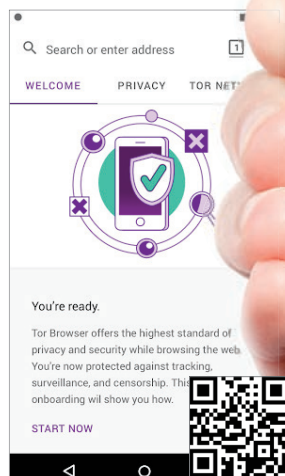 Search or enter address
1
WELCOME PRIVACY TOR NET
You're ready.
Tor Browser offers the highest standard of
privacy and security while browsing the web.
You're now protected against tracking,
surveillance, and censorship. This
onboarding wil show you how.
START NOW